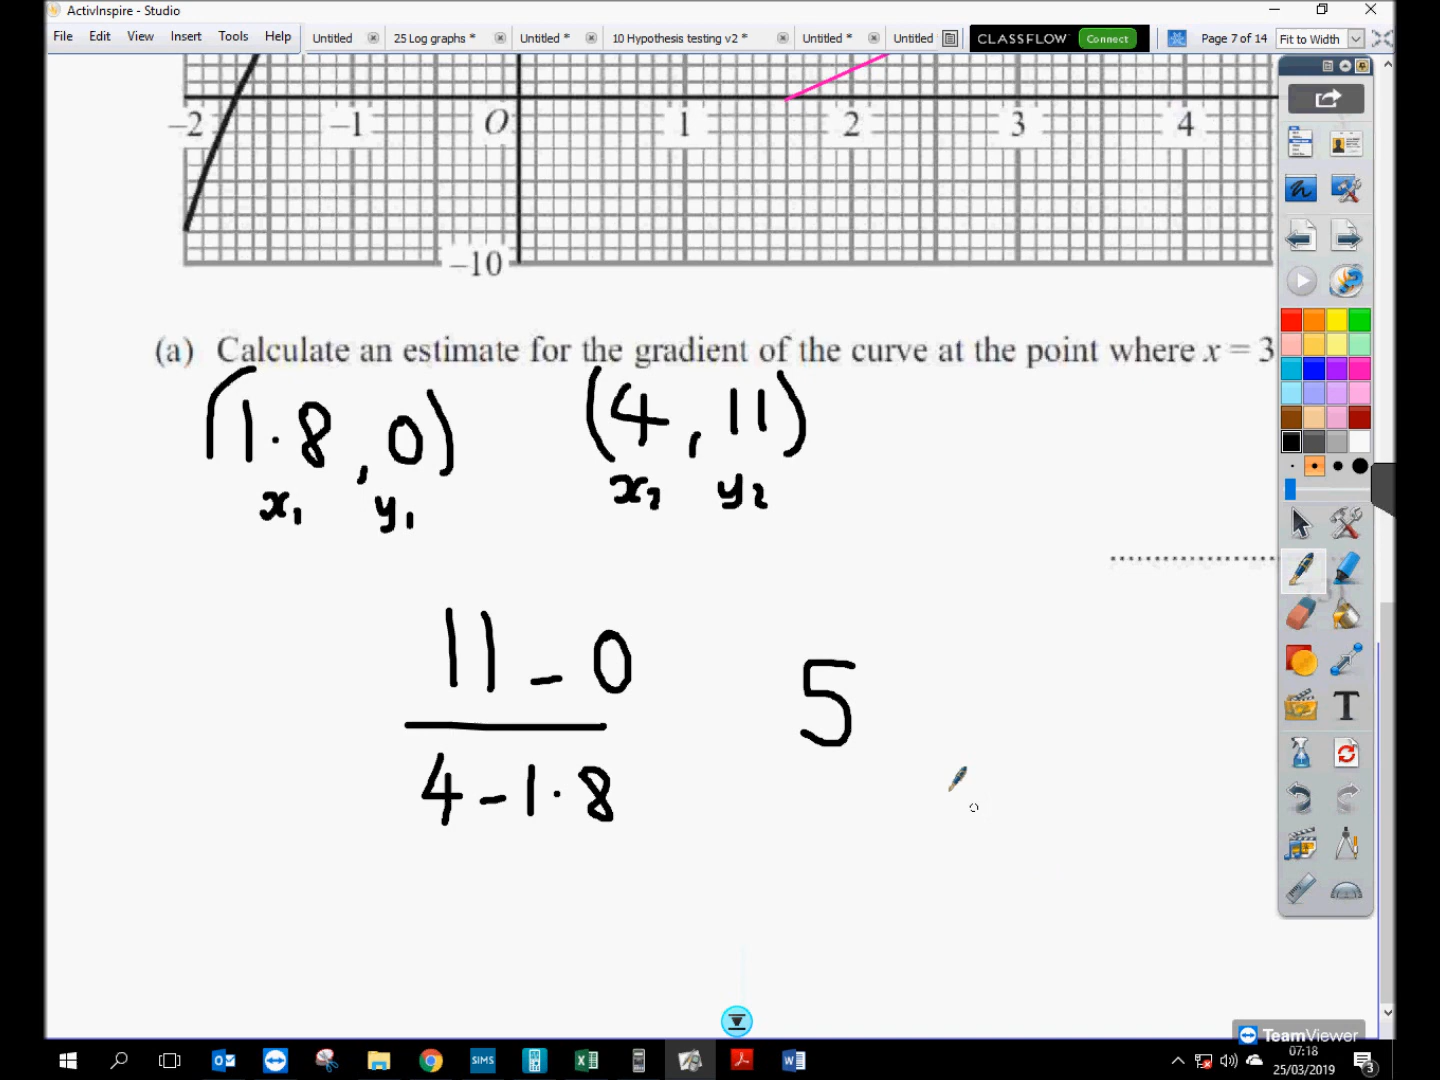 ActivInspire - Studio
File Edit View Insert Tools Help Untitled 25 Log graphs * Untitled * 10 Hypothesis testing v2 * Untitled * Untitled CLASSFLOW Connect Page 7 of 14 Fit to Width
–2 –1 O 1 2 3 4
–10
(a) Calculate an estimate for the gradient of the curve at the point where x = 3
(1·8, 0) (4, 11)
x₁ y₁ x₂ y₂
11 - 0
5
4 - 1·8
TeamViewer
SIMS
07:18
25/03/2019
3